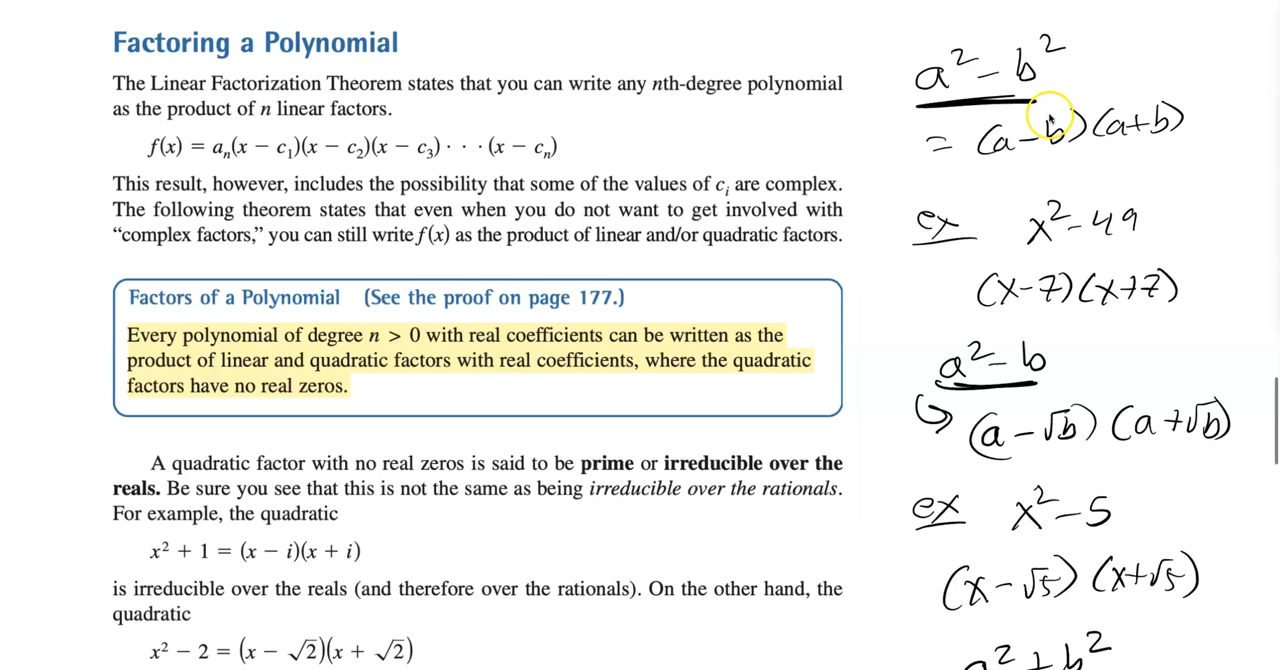 Factoring a Polynomial
The Linear Factorization Theorem states that you can write any nth-degree polynomial
as the product of n linear factors.
f(x) = aₙ(x − c₁)(x − c₂)(x − c₃) · · · (x − cₙ)
This result, however, includes the possibility that some of the values of cᵢ are complex.
The following theorem states that even when you do not want to get involved with
“complex factors,” you can still write f(x) as the product of linear and/or quadratic factors.
Factors of a Polynomial (See the proof on page 177.)
Every polynomial of degree n > 0 with real coefficients can be written as the
product of linear and quadratic factors with real coefficients, where the quadratic
factors have no real zeros.
A quadratic factor with no real zeros is said to be prime or irreducible over the
reals. Be sure you see that this is not the same as being irreducible over the rationals.
For example, the quadratic
x² + 1 = (x − i)(x + i)
is irreducible over the reals (and therefore over the rationals). On the other hand, the
quadratic
x² − 2 = (x − √2)(x + √2)
a² − b²
= (a − b)(a + b)
ex x² − 49
(x − 7)(x + 7)
a² − b
(a − √b)(a + √b)
ex x² − 5
(x − √5)(x + √5)
a² + b²